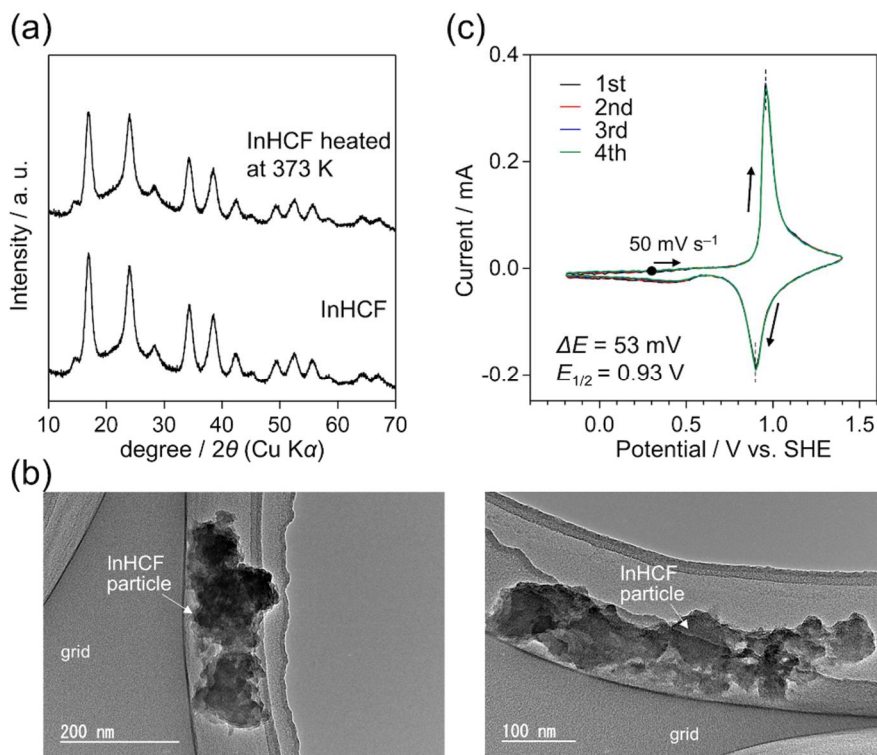 (a)
Intensity / a. u.
InHCF heated
at 373 K
InHCF
10 20 30 40 50 60 70
degree / 2θ (Cu Kα)
(c)
Current / mA
0.4
0.2
0.0
-0.2
1st
2nd
3rd
4th
50 mV s⁻¹
ΔE = 53 mV
E1/2 = 0.93 V
0.0 0.5 1.0 1.5
Potential / V vs. SHE
(b)
InHCF
particle
grid
200 nm
InHCF
particle
grid
100 nm